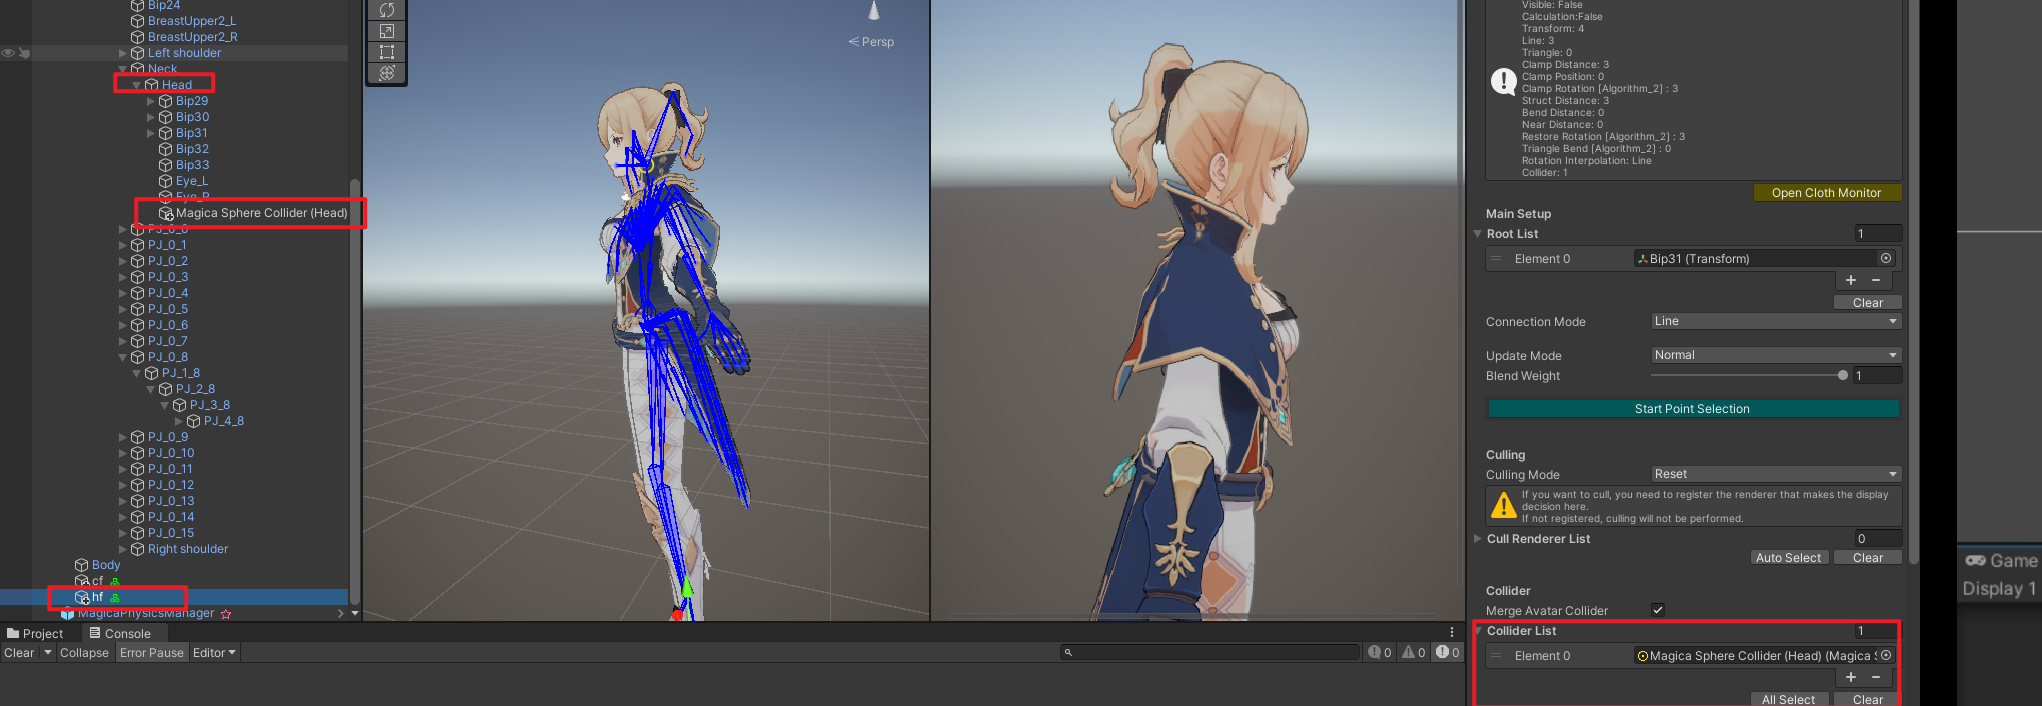 Bip24
BreastUpper2_L
BreastUpper2_R
Left shoulder
Neck
Head
Bip29
Bip30
Bip31
Bip32
Bip33
Eye_L
Eye_R
Magica Sphere Collider (Head)
PJ_0_0
PJ_0_1
PJ_0_2
PJ_0_3
PJ_0_4
PJ_0_5
PJ_0_6
PJ_0_7
PJ_0_8
PJ_1_8
PJ_2_8
PJ_3_8
PJ_4_8
PJ_0_9
PJ_0_10
PJ_0_11
PJ_0_12
PJ_0_13
PJ_0_14
PJ_0_15
Right shoulder
Body
cf
hf
MagicaPhysicsManager
Project
Console
Clear
Collapse
Error Pause
Editor
0
0
0
Persp
Visible: False
Calculation:False
Transform: 4
Line: 3
Triangle: 0
Clamp Distance: 3
Clamp Position: 0
Clamp Rotation [Algorithm_2] : 3
Struct Distance: 3
Bend Distance: 0
Near Distance: 0
Restore Rotation [Algorithm_2] : 3
Triangle Bend [Algorithm_2] : 0
Rotation Interpolation: Line
Collider: 1
Open Cloth Monitor
Main Setup
Root List 1
Element 0 Bip31 (Transform)
+ −
Clear
Connection Mode Line
Update Mode Normal
Blend Weight 1
Start Point Selection
Culling
Culling Mode Reset
If you want to cull, you need to register the renderer that makes the display
decision here.
If not registered, culling will not be performed.
Cull Renderer List 0
Auto Select Clear
Collider
Merge Avatar Collider
Collider List 1
Element 0 Magica Sphere Collider (Head) (Magica S
+ −
All Select Clear
Game
Display 1